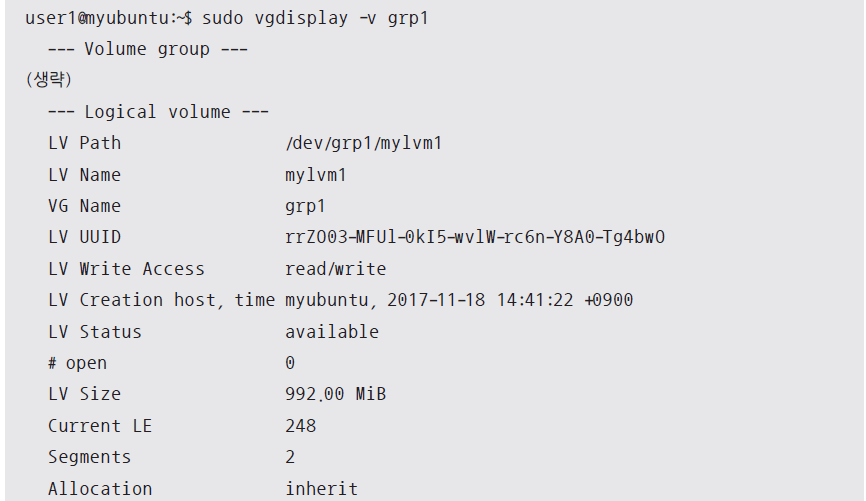 user1@myubuntu:~$ sudo vgdisplay -v grp1
--- Volume group ---
(생략)
--- Logical volume ---
LV Path /dev/grp1/mylvm1
LV Name mylvm1
VG Name grp1
LV UUID rrZO03-MFUl-0kI5-wvlW-rc6n-Y8A0-Tg4bwO
LV Write Access read/write
LV Creation host, time myubuntu, 2017-11-18 14:41:22 +0900
LV Status available
# open 0
LV Size 992.00 MiB
Current LE 248
Segments 2
Allocation inherit